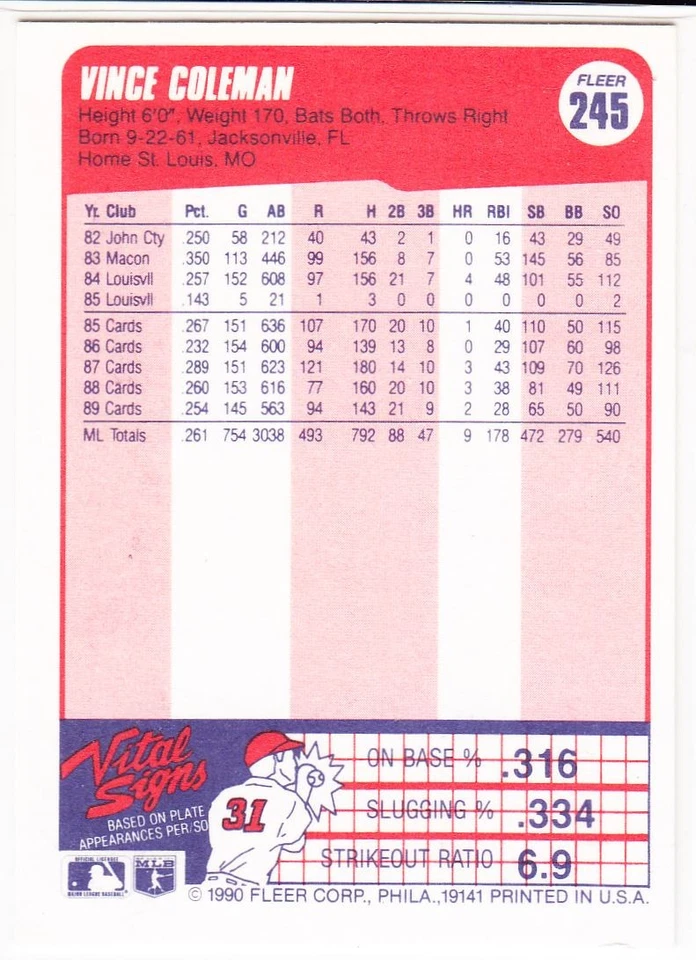 VINCE COLEMAN
FLEER
245
Height 6'0", Weight 170, Bats Both, Throws Right
Born 9-22-61, Jacksonville, FL
Home St. Louis, MO
Yr. Club Pct. G AB R H 2B 3B HR RBI SB BB SO
82 John Cty .250 58 212 40 43 2 1 0 16 43 29 49
83 Macon .350 113 446 99 156 8 7 0 53 145 56 85
84 Louisvll .257 152 608 97 156 21 7 4 48 101 55 112
85 Louisvll .143 5 21 1 3 0 0 0 0 0 0 2
85 Cards .267 151 636 107 170 20 10 1 40 110 50 115
86 Cards .232 154 600 94 139 13 8 0 29 107 60 98
87 Cards .289 151 623 121 180 14 10 3 43 109 70 126
88 Cards .260 153 616 77 160 20 10 3 38 81 49 111
89 Cards .254 145 563 94 143 21 9 2 28 65 50 90
ML Totals .261 754 3038 493 792 88 47 9 178 472 279 540
Vital
Signs
BASED ON PLATE
APPEARANCES PER/SO
31
ON BASE % .316
SLUGGING % .334
STRIKEOUT RATIO 6.9
OFFICIAL LICENSEE
MAJOR LEAGUE BASEBALL
MLB
© 1990 FLEER CORP., PHILA.,19141 PRINTED IN U.S.A.